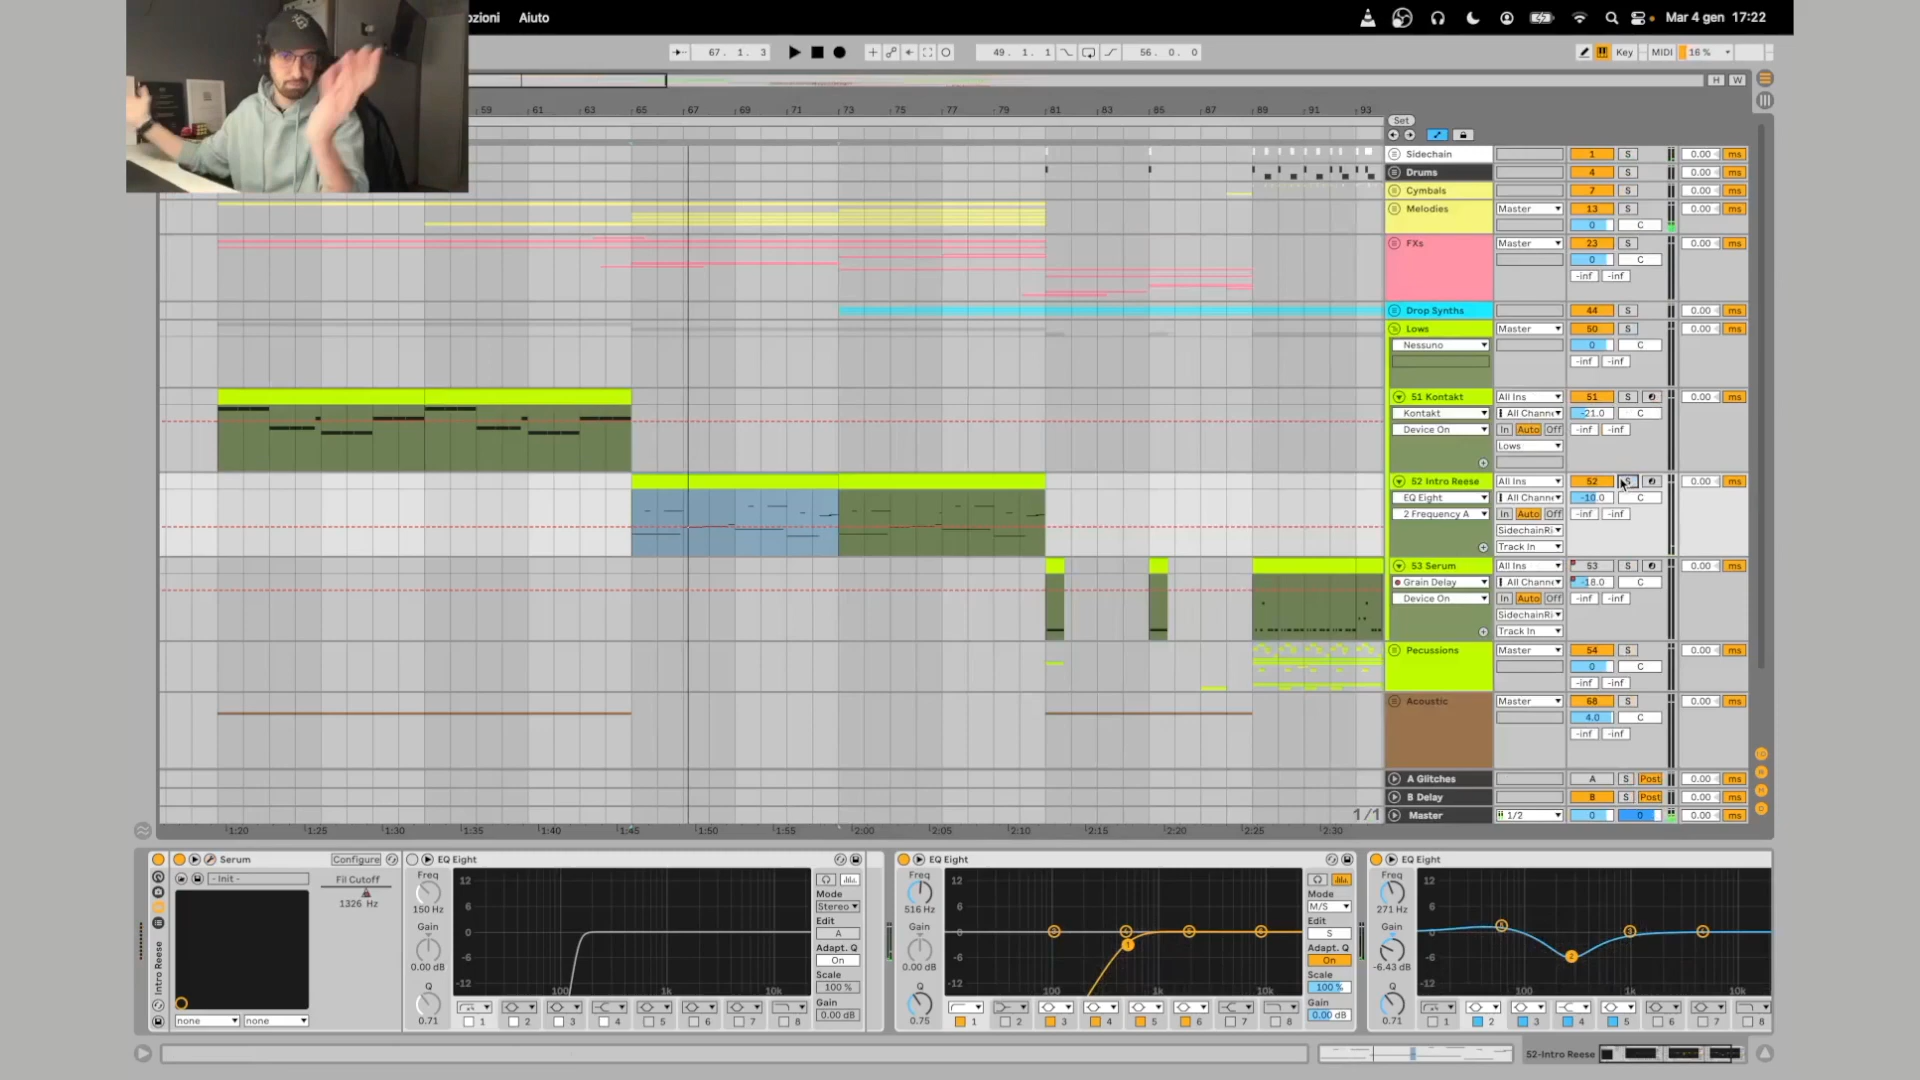 ozioni Aiuto
Mar 4 gen 17:22
67. 1. 3
49. 1. 1
56. 0. 0
Key MIDI 16 %
H W
59 61 63 65 67 69 71 73 75 77 79 81 83 85 87 89 91 93
Set
Sidechain 1 S 0.00 ms
Drums 4 S 0.00 ms
Cymbals 7 S 0.00 ms
Melodies Master 13 S 0.00 ms
0 C
FXs Master 23 S 0.00 ms
0 C
-inf -inf
Drop Synths 44 S 0.00 ms
Lows Master 50 S 0.00 ms
Nessuno 0 C
-inf -inf
51 Kontakt All Ins 51 S 0.00 ms
Kontakt All Channe -21.0 C
Device On In Auto Off -inf -inf
Lows
52 Intro Reese All Ins 52 S 0.00 ms
EQ Eight All Channe -10.0 C
2 Frequency A In Auto Off -inf -inf
SidechainRi
Track In
53 Serum All Ins 53 S 0.00 ms
Grain Delay All Channe -18.0 C
Device On In Auto Off -inf -inf
SidechainRi
Track In
Pecussions Master 54 S 0.00 ms
0 C
-inf -inf
Acoustic Master 68 S 0.00 ms
4.0 C
-inf -inf
A Glitches A S Post 0.00 ms
B Delay B S Post 0.00 ms
1/1 Master 1/2 0 0 0.00 ms
1:20 1:25 1:30 1:35 1:40 1:45 1:50 1:55 2:00 2:05 2:10 2:15 2:20 2:25 2:30
Intro Reese
Serum Configure
- Init -
Fil Cutoff
1326 Hz
none none
EQ Eight
Freq
150 Hz
Gain
0.00 dB
Q
0.71
12
6
0
-6
-12
100 1k 10k
Mode
Stereo
Edit
A
Adapt. Q
On
Scale
100 %
Gain
0.00 dB
1 2 3 4 5 6 7 8
EQ Eight
Freq
516 Hz
Gain
0.00 dB
Q
0.75
12
6
0
-6
-12
100 1k 10k
Mode
M/S
Edit
S
Adapt. Q
On
Scale
100 %
Gain
0.00 dB
1 2 3 4 5 6 7 8
EQ Eight
Freq
271 Hz
Gain
-6.43 dB
Q
0.71
12
6
0
-6
-12
100 1k 10k
1 2 3 4 5 6 7 8
52-Intro Reese